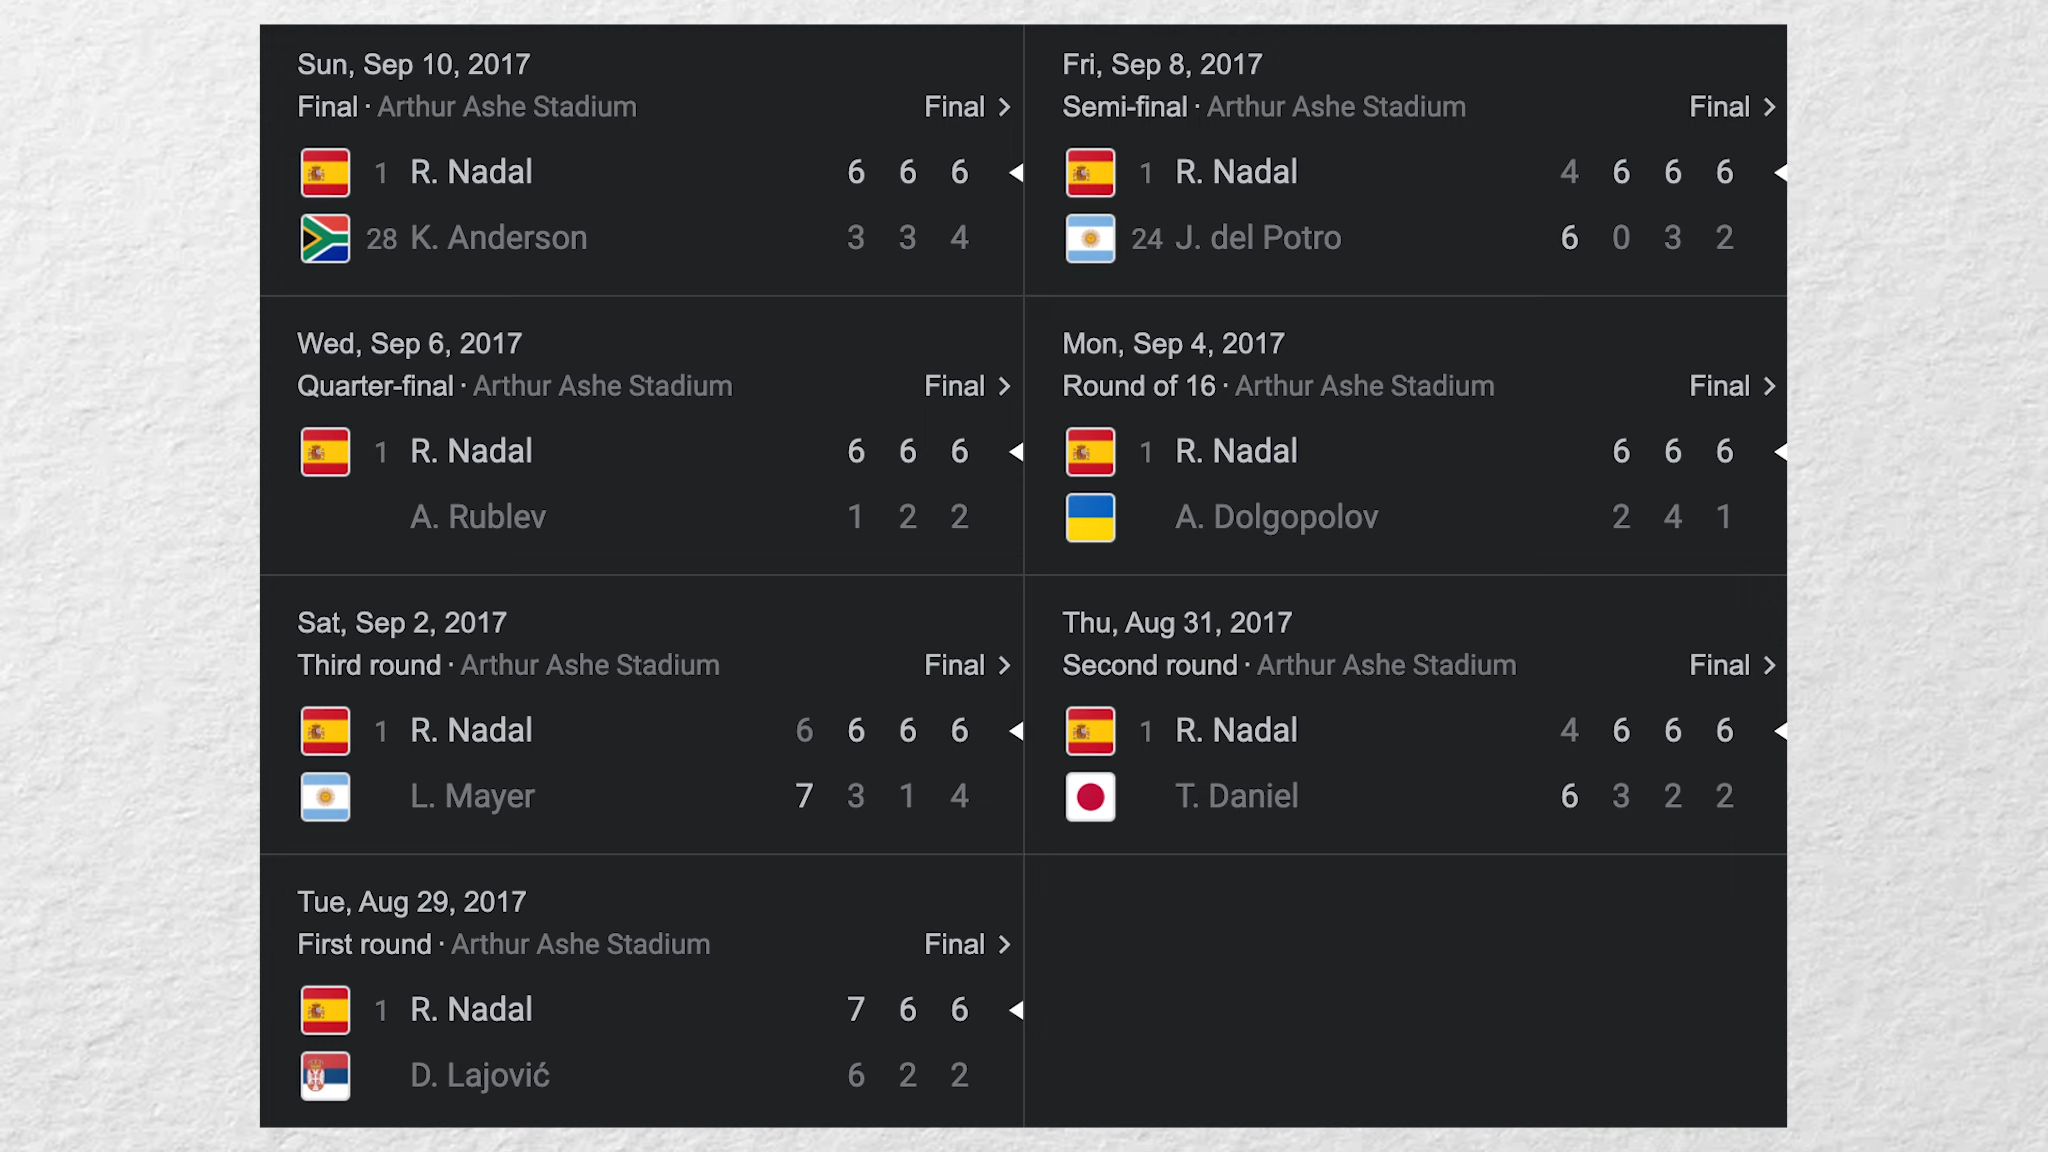 Sun, Sep 10, 2017
Final · Arthur Ashe Stadium Final
1 R. Nadal 6 6 6
28 K. Anderson 3 3 4
Fri, Sep 8, 2017
Semi-final · Arthur Ashe Stadium Final
1 R. Nadal 4 6 6 6
24 J. del Potro 6 0 3 2
Wed, Sep 6, 2017
Quarter-final · Arthur Ashe Stadium Final
1 R. Nadal 6 6 6
A. Rublev 1 2 2
Mon, Sep 4, 2017
Round of 16 · Arthur Ashe Stadium Final
1 R. Nadal 6 6 6
A. Dolgopolov 2 4 1
Sat, Sep 2, 2017
Third round · Arthur Ashe Stadium Final
1 R. Nadal 6 6 6 6
L. Mayer 7 3 1 4
Thu, Aug 31, 2017
Second round · Arthur Ashe Stadium Final
1 R. Nadal 4 6 6 6
T. Daniel 6 3 2 2
Tue, Aug 29, 2017
First round · Arthur Ashe Stadium Final
1 R. Nadal 7 6 6
D. Lajović 6 2 2